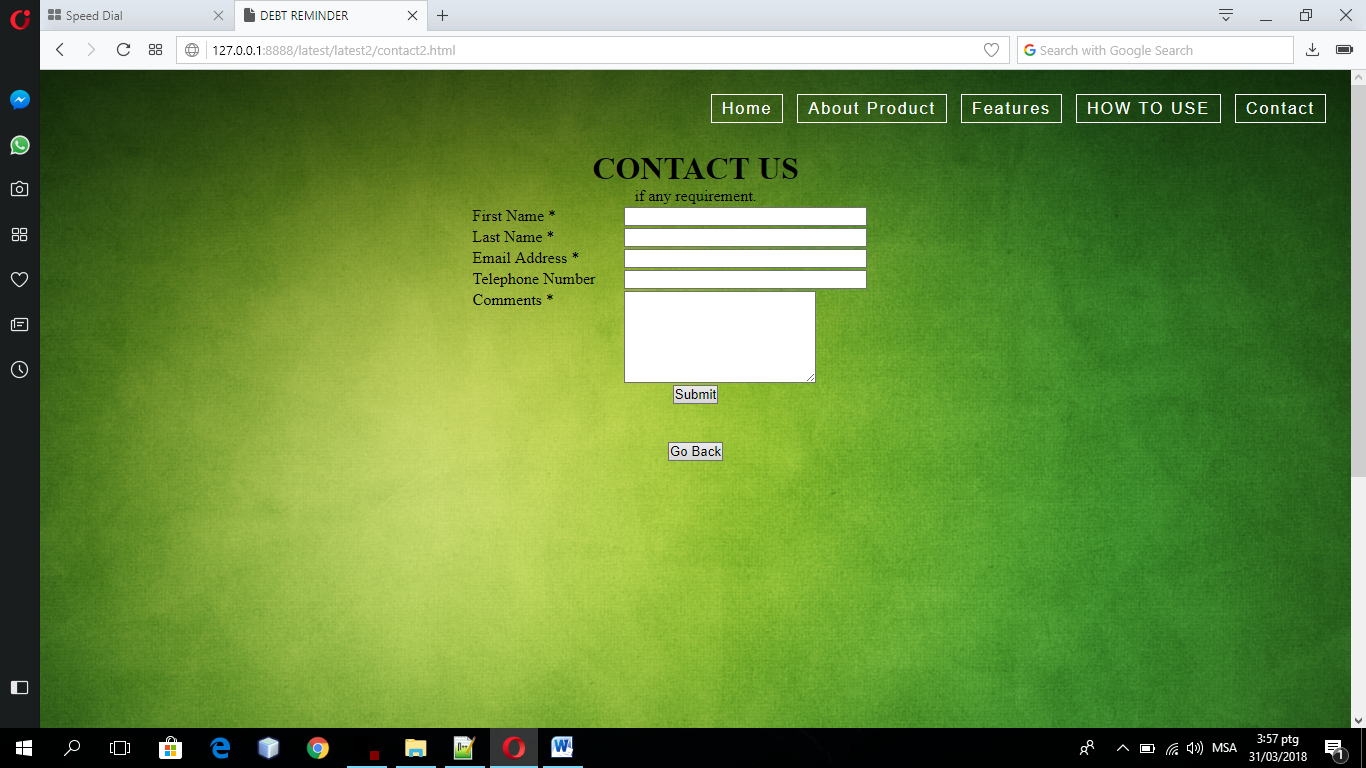 Speed Dial
DEBT REMINDER
127.0.0.1:8888/latest/latest2/contact2.html
Search with Google Search
Home
About Product
Features
HOW TO USE
Contact
CONTACT US
if any requirement.
First Name *
Last Name *
Email Address *
Telephone Number
Comments *
Submit
Go Back
MSA
3:57 ptg
31/03/2018
1